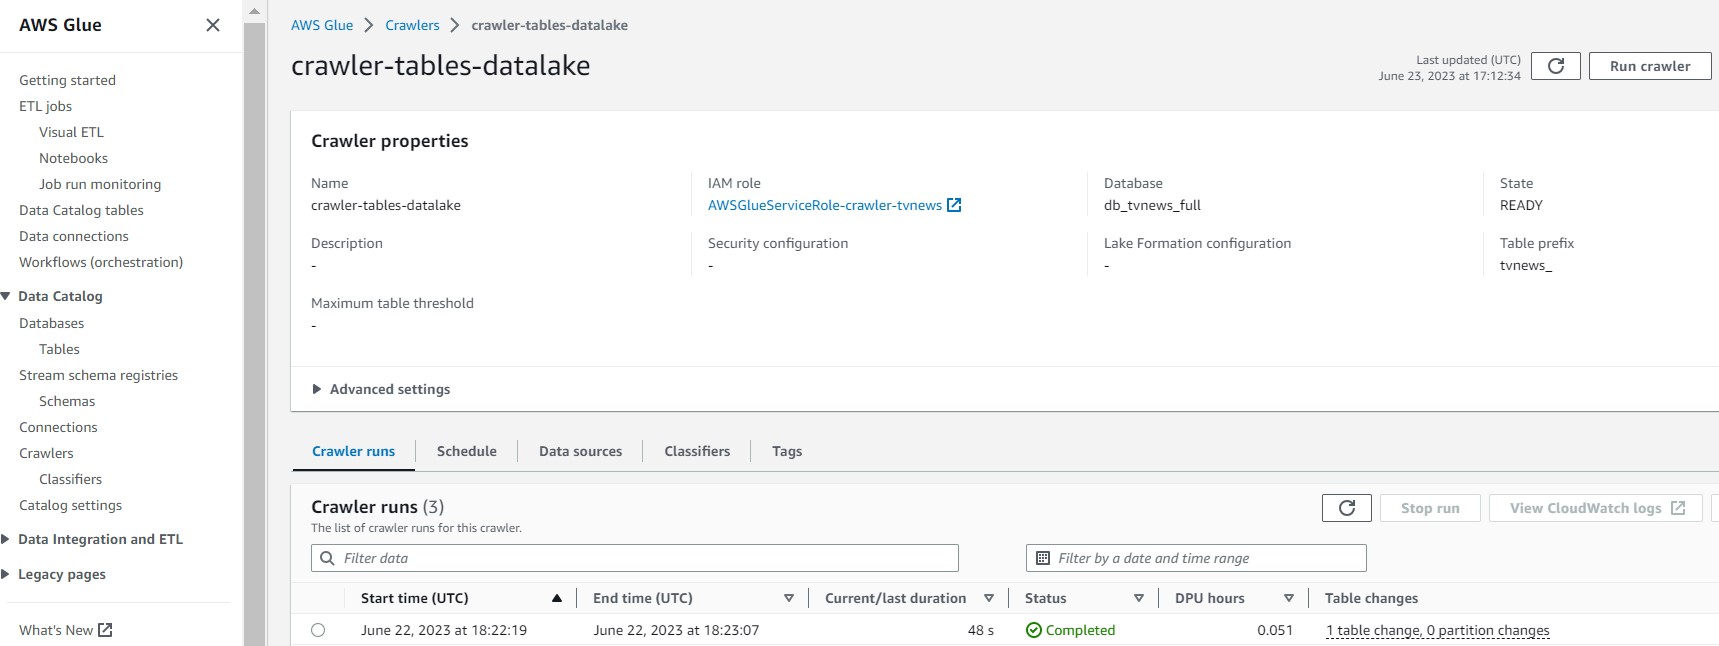 AWS Glue
Getting started
ETL jobs
Visual ETL
Notebooks
Job run monitoring
Data Catalog tables
Data connections
Workflows (orchestration)
Data Catalog
Databases
Tables
Stream schema registries
Schemas
Connections
Crawlers
Classifiers
Catalog settings
Data Integration and ETL
Legacy pages
What's New
AWS Glue > Crawlers > crawler-tables-datalake
crawler-tables-datalake
Last updated (UTC)
June 23, 2023 at 17:12:34
Run crawler
Crawler properties
Name
crawler-tables-datalake
IAM role
AWSGlueServiceRole-crawler-tvnews
Database
db_tvnews_full
State
READY
Description
-
Security configuration
-
Lake Formation configuration
-
Table prefix
tvnews_
Maximum table threshold
-
Advanced settings
Crawler runs Schedule Data sources Classifiers Tags
Crawler runs (3)
The list of crawler runs for this crawler.
Stop run
View CloudWatch logs
Filter data
Filter by a date and time range
Start time (UTC) End time (UTC) Current/last duration Status DPU hours Table changes
June 22, 2023 at 18:22:19 June 22, 2023 at 18:23:07 48 s Completed 0.051 1 table change, 0 partition changes